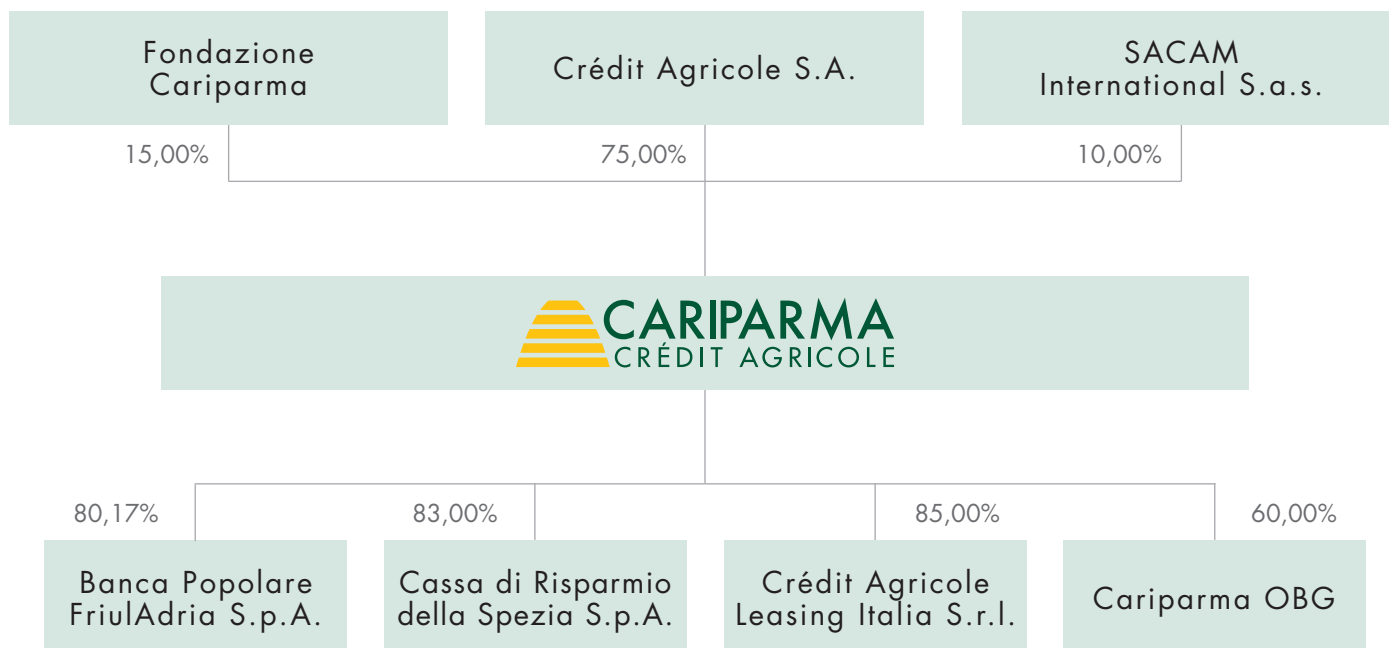 Fondazione
Cariparma
Crédit Agricole S.A.
SACAM
International S.a.s.
15,00%
75,00%
10,00%
CARIPARMA
CRÉDIT AGRICOLE
80,17%
83,00%
85,00%
60,00%
Banca Popolare
FriulAdria S.p.A.
Cassa di Risparmio
della Spezia S.p.A.
Crédit Agricole
Leasing Italia S.r.l.
Cariparma OBG